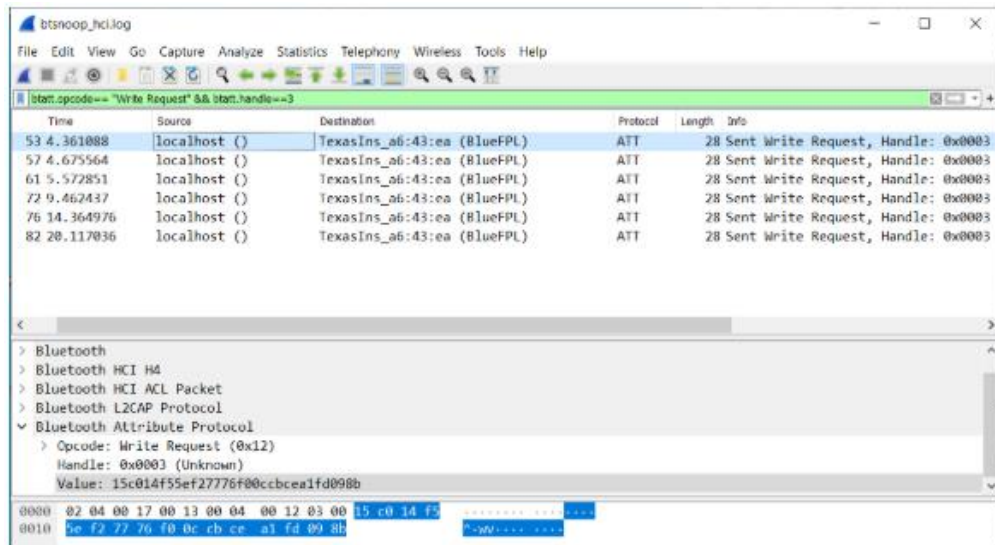 btsnoop_hci.log
File Edit View Go Capture Analyze Statistics Telephony Wireless Tools Help
btatt.opcode== "Write Request" && btatt.handle==3
Time Source Destination Protocol Length Info
53 4.361088 localhost () TexasIns_a6:43:ea (BlueFPL) ATT 28 Sent Write Request, Handle: 0x0003
57 4.675564 localhost () TexasIns_a6:43:ea (BlueFPL) ATT 28 Sent Write Request, Handle: 0x0003
61 5.572851 localhost () TexasIns_a6:43:ea (BlueFPL) ATT 28 Sent Write Request, Handle: 0x0003
72 9.462437 localhost () TexasIns_a6:43:ea (BlueFPL) ATT 28 Sent Write Request, Handle: 0x0003
76 14.364976 localhost () TexasIns_a6:43:ea (BlueFPL) ATT 28 Sent Write Request, Handle: 0x0003
82 20.117036 localhost () TexasIns_a6:43:ea (BlueFPL) ATT 28 Sent Write Request, Handle: 0x0003
> Bluetooth
> Bluetooth HCI H4
> Bluetooth HCI ACL Packet
> Bluetooth L2CAP Protocol
Bluetooth Attribute Protocol
> Opcode: Write Request (0x12)
Handle: 0x0003 (Unknown)
Value: 15c014f55ef27776f00ccbcea1fd098b
0000 02 04 00 17 00 13 00 04 00 12 03 00 15 c0 14 f5 ········ ········
0010 5e f2 77 76 f0 0c cb ce a1 fd 09 8b ^·wv···· ····